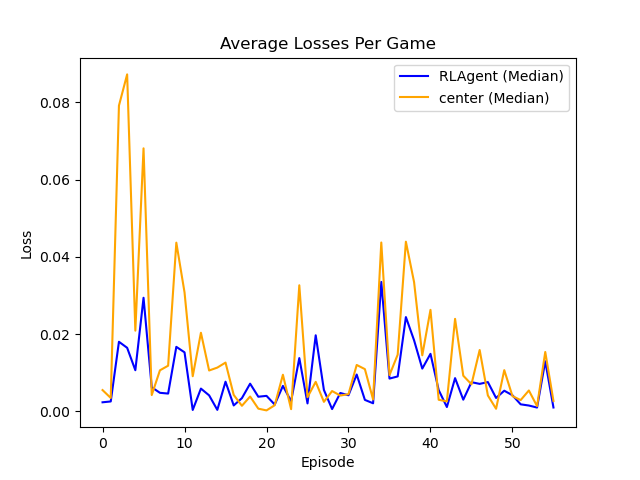 Average Losses Per Game
RLAgent (Median)
center (Median)
0.08
0.06
0.04
0.02
0.00
Loss
0 10 20 30 40 50
Episode